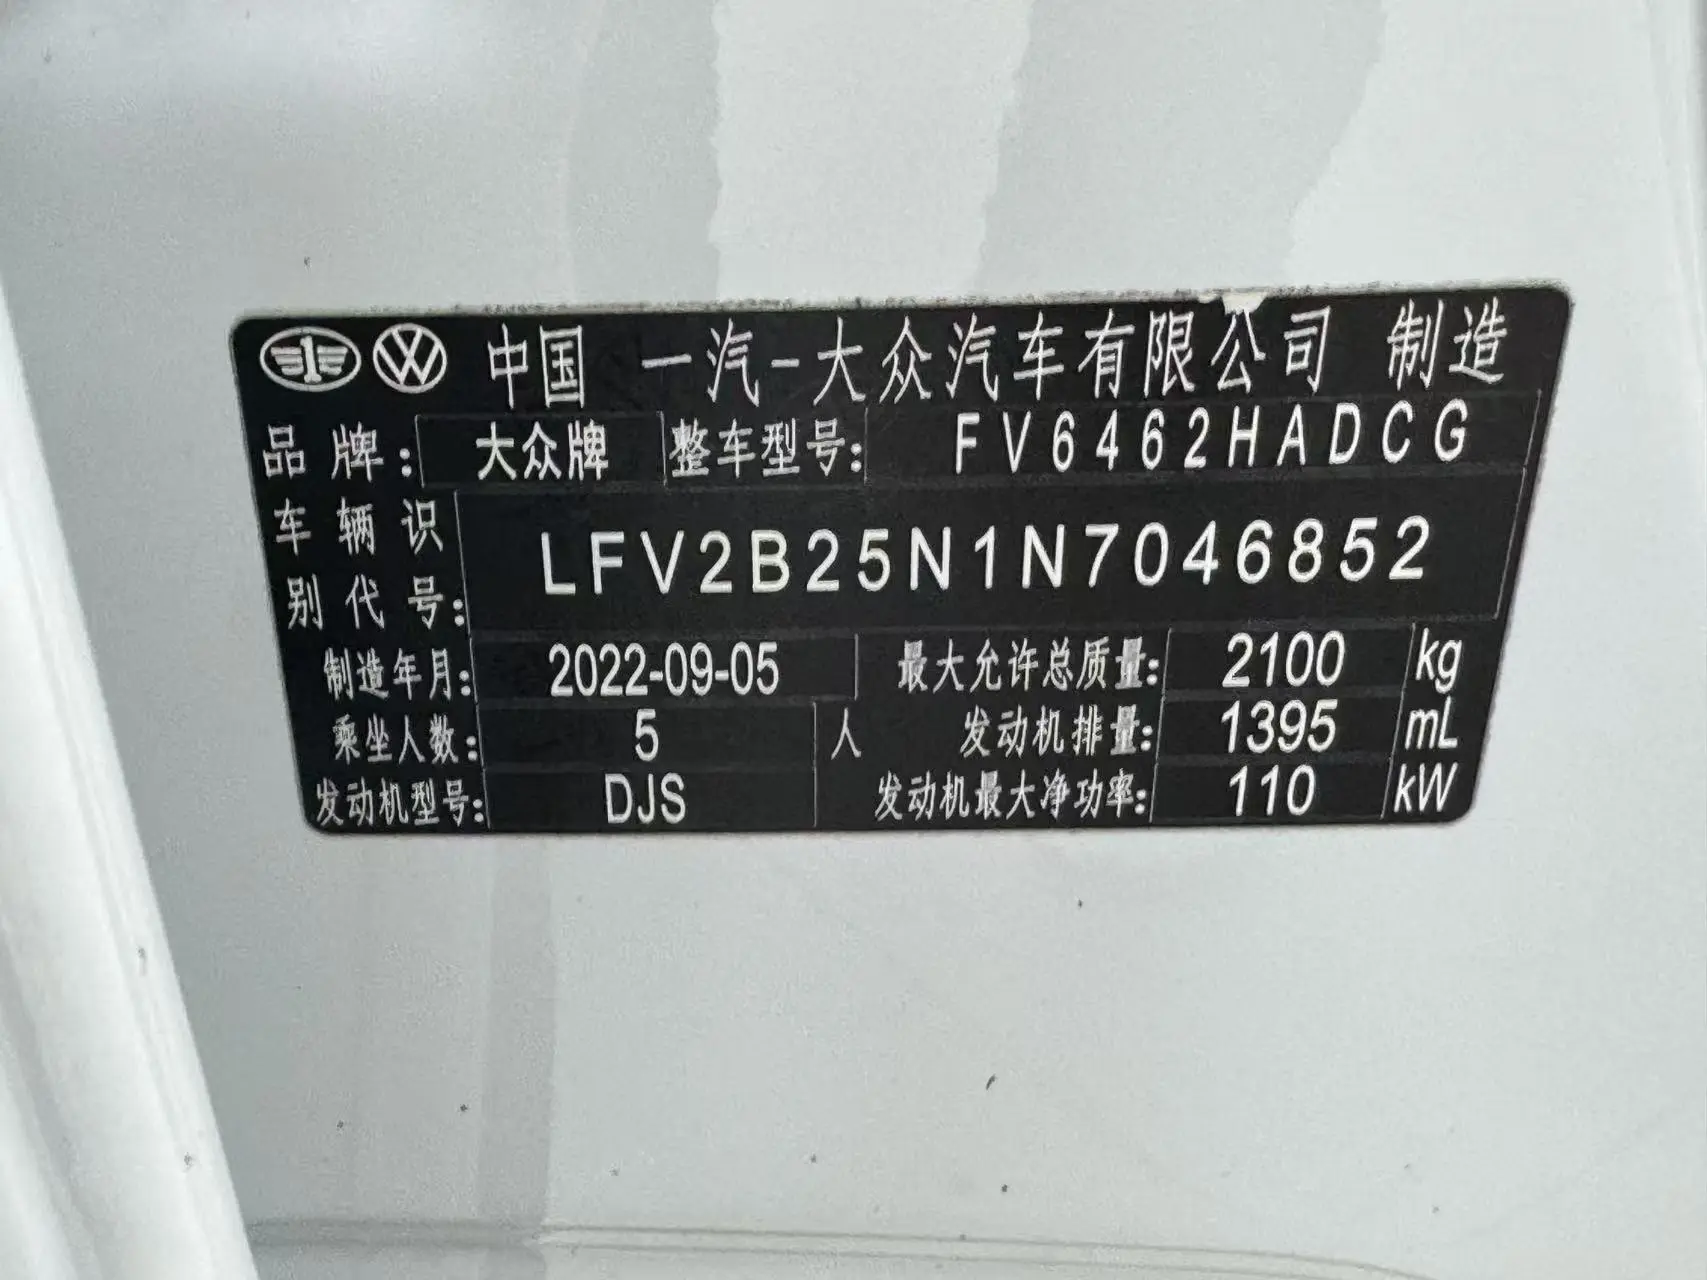 中国 一汽-大众汽车有限公司 制造
品牌: 大众牌 整车型号: FV6462HADCG
车辆识
别代号: LFV2B25N1N7046852
制造年月: 2022-09-05 最大允许总质量: 2100 kg
乘坐人数: 5 人 发动机排量: 1395 mL
发动机型号: DJS 发动机最大净功率: 110 kW